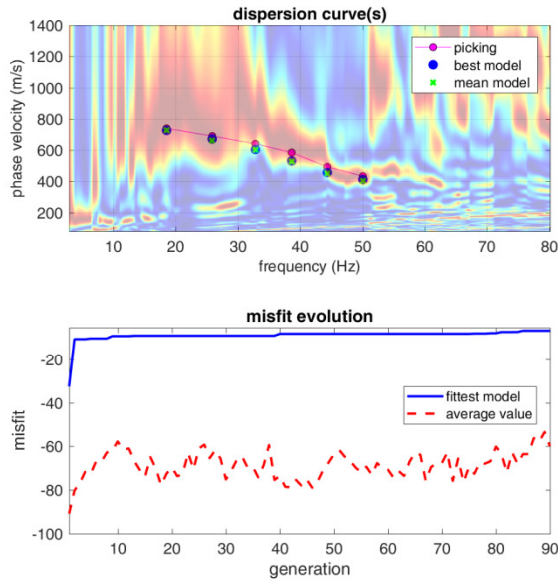 dispersion curve(s)
1400
1200
1000
800
600
400
200
phase velocity (m/s)
picking
best model
mean model
10 20 30 40 50 60 70 80
frequency (Hz)
misfit evolution
-20
-40
-60
-80
-100
misfit
fittest model
average value
10 20 30 40 50 60 70 80 90
generation